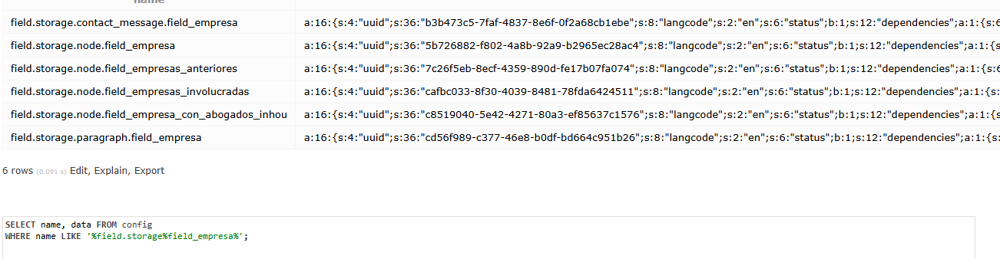 name
field.storage.contact_message.field_empresa a:16:{s:4:"uuid";s:36:"b3b473c5-7faf-4837-8e6f-0f2a68cb1ebe";s:8:"langcode";s:2:"en";s:6:"status";b:1;s:12:"dependencies";a:1:{s:6
field.storage.node.field_empresa a:16:{s:4:"uuid";s:36:"5b726882-f802-4a8b-92a9-b2965ec28ac4";s:8:"langcode";s:2:"en";s:6:"status";b:1;s:12:"dependencies";a:1:{s:
field.storage.node.field_empresas_anteriores a:16:{s:4:"uuid";s:36:"7c26f5eb-8ecf-4359-890d-fe17b07fa074";s:8:"langcode";s:2:"en";s:6:"status";b:1;s:12:"dependencies";a:1:{s:6
field.storage.node.field_empresas_involucradas a:16:{s:4:"uuid";s:36:"cafbc033-8f30-4039-8481-78fda6424511";s:8:"langcode";s:2:"en";s:6:"status";b:1;s:12:"dependencies";a:1:{s:
field.storage.node.field_empresa_con_abogados_inhou a:16:{s:4:"uuid";s:36:"c8519040-5e42-4271-80a3-ef85637c1576";s:8:"langcode";s:2:"en";s:6:"status";b:1;s:12:"dependencies";a:1:{s:
field.storage.paragraph.field_empresa a:16:{s:4:"uuid";s:36:"cd56f989-c377-46e8-b0df-bd664c951b26";s:8:"langcode";s:2:"en";s:6:"status";b:1;s:12:"dependencies";a:1:{s:
6 rows (0.091 s) Edit, Explain, Export
SELECT name, data FROM config
WHERE name LIKE '%field.storage%field_empresa%';